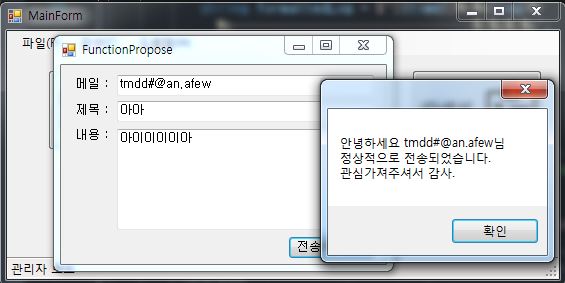 MainForm
FunctionPropose
메일 : tmdd#@an.afew
제목 : 아아
내용 : 아이이이이아
안녕하세요 tmdd#@an.afew님
정상적으로 전송되었습니다.
관심가져주셔서 감사.
확인
전송
관리자